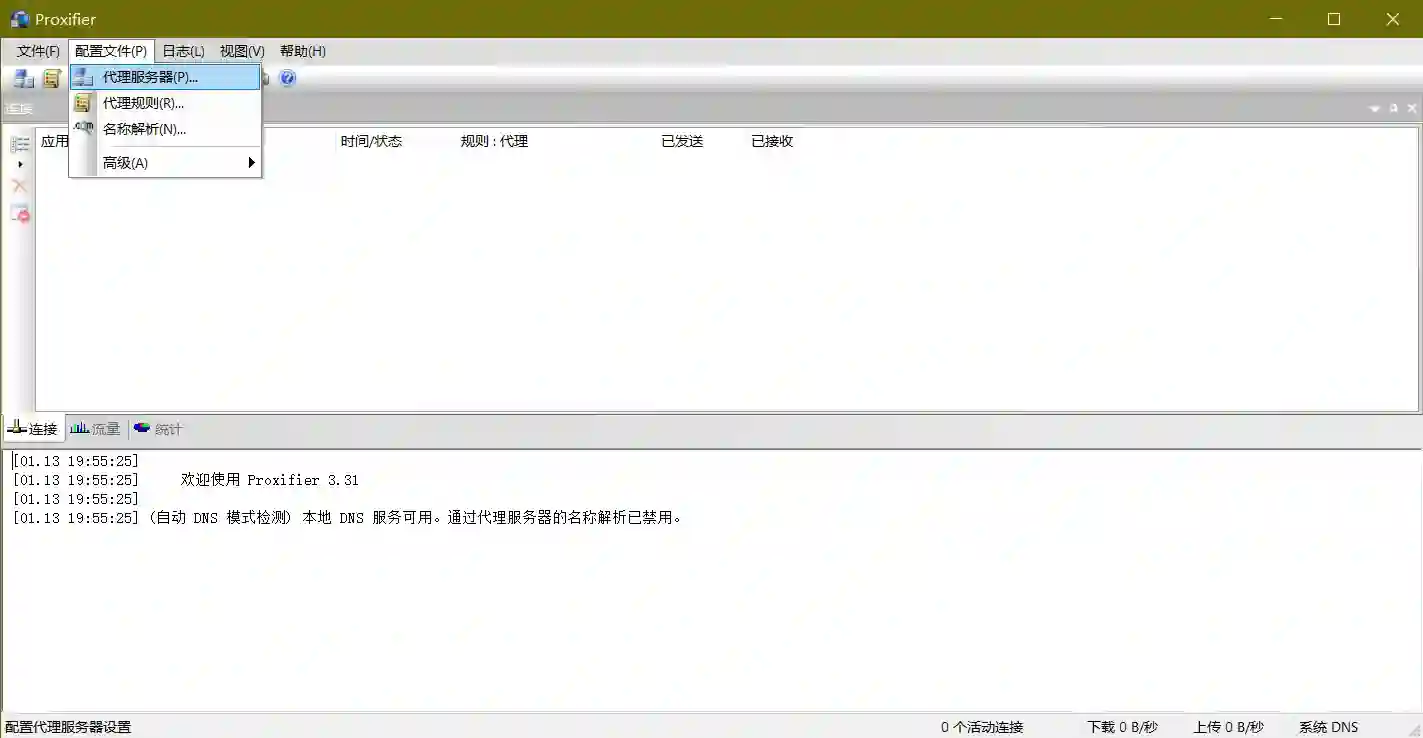 Proxifier
文件(F) 配置文件(P) 日志(L) 视图(V) 帮助(H)
代理服务器(P)...
连接
代理规则(R)...
名称解析(N)...
高级(A)
应用 时间/状态 规则 : 代理 已发送 已接收
连接 流量 统计
[01.13 19:55:25]
[01.13 19:55:25] 欢迎使用 Proxifier 3.31
[01.13 19:55:25]
[01.13 19:55:25] (自动 DNS 模式检测) 本地 DNS 服务可用。通过代理服务器的名称解析已禁用。
配置代理服务器设置 0 个活动连接 下载 0 B/秒 上传 0 B/秒 系统 DNS